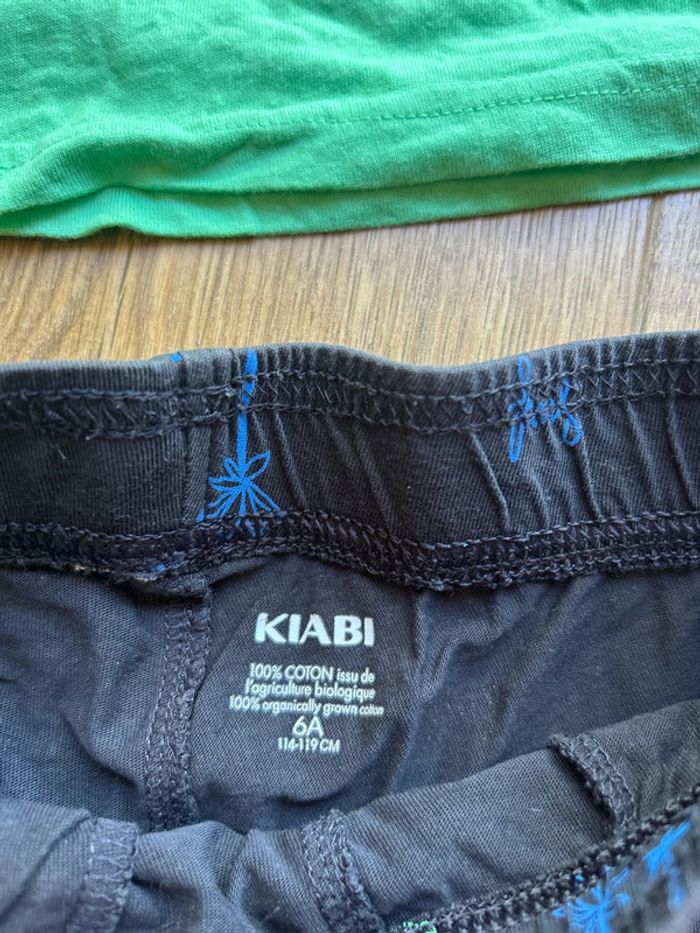 KIABI
100% COTON issu de
l'agriculture biologique
100% organically grown cotton
6A
114-119 CM